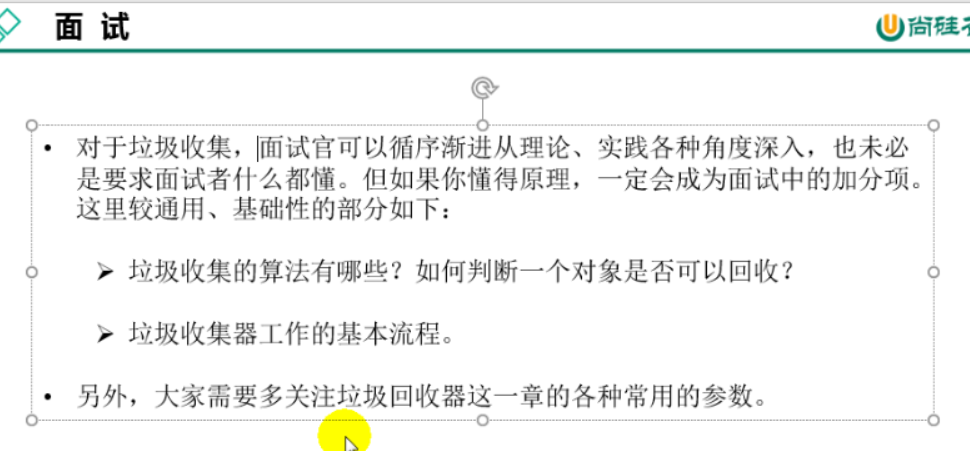 面 试
尚硅
对于垃圾收集，面试官可以循序渐进从理论、实践各种角度深入，也未必
是要求面试者什么都懂。但如果你懂得原理，一定会成为面试中的加分项。
这里较通用、基础性的部分如下：
垃圾收集的算法有哪些？如何判断一个对象是否可以回收？
垃圾收集器工作的基本流程。
另外，大家需要多关注垃圾回收器这一章的各种常用的参数。